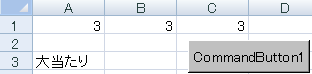 A B C D
1 3 3 3
2
3 大当たり CommandButton1